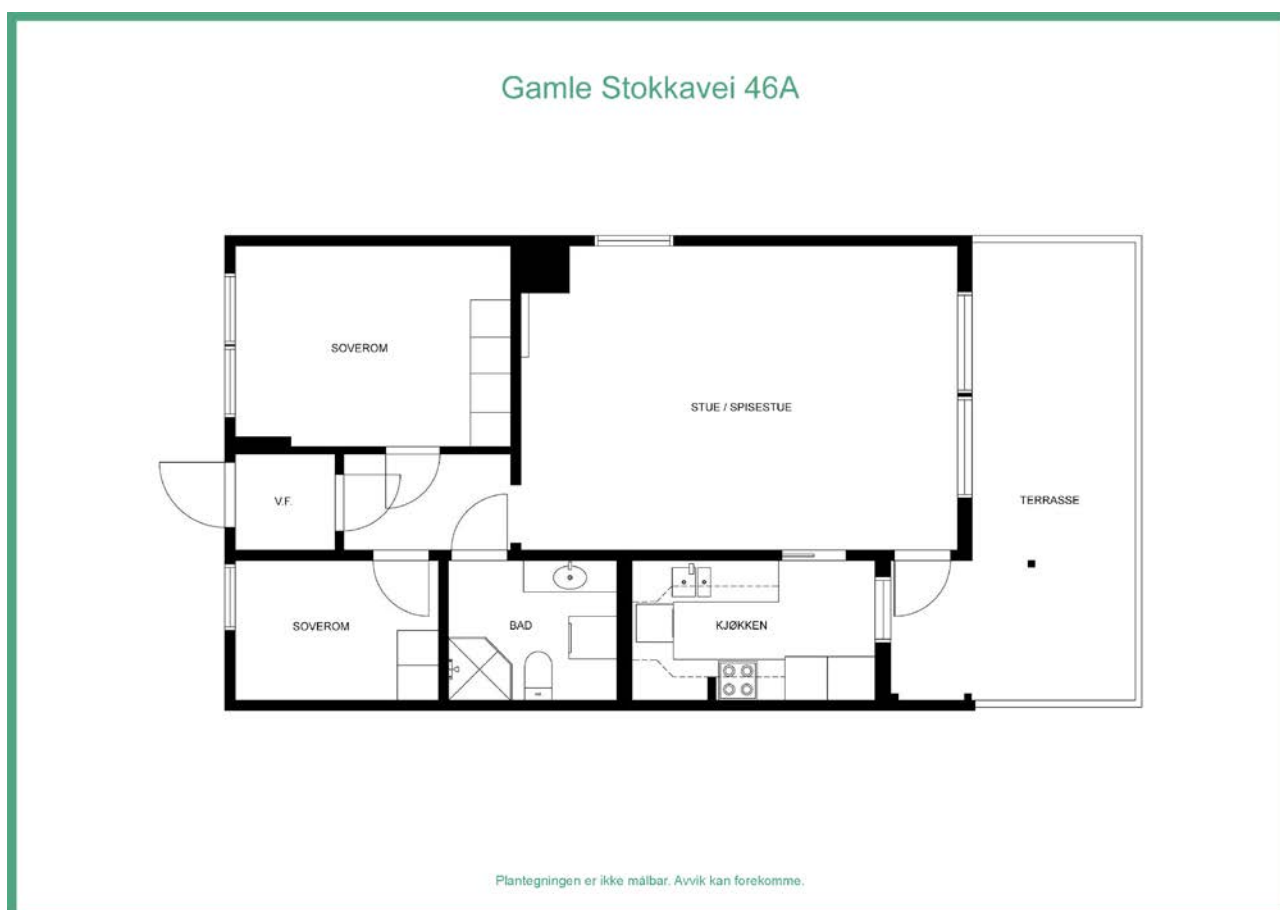 Gamle Stokkavei 46A
SOVEROM
STUE / SPISESTUE
V.F.
TERRASSE
SOVEROM
BAD
KJØKKEN
Plantegningen er ikke målbar. Avvik kan forekomme.